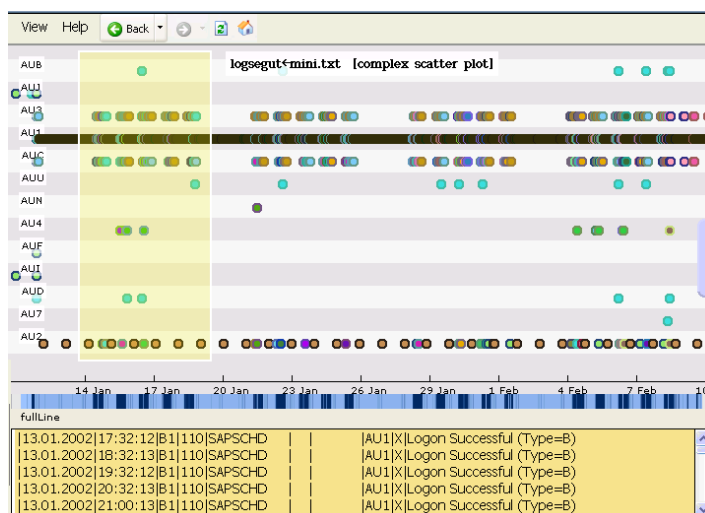 View Help Back
logsegut←mini.txt [complex scatter plot]
AUB
AUJ
AU3
AU1
AUC
AUU
AUN
AU4
AUF
AUI
AUD
AU7
AU2
14 Jan 17 Jan 20 Jan 23 Jan 26 Jan 29 Jan 1 Feb 4 Feb 7 Feb 10
fullLine
|13.01.2002|17:32:12|B1|110|SAPSCHD | | |AU1|X|Logon Successful (Type=B)
|13.01.2002|18:32:13|B1|110|SAPSCHD | | |AU1|X|Logon Successful (Type=B)
|13.01.2002|19:32:12|B1|110|SAPSCHD | | |AU1|X|Logon Successful (Type=B)
|13.01.2002|20:32:13|B1|110|SAPSCHD | | |AU1|X|Logon Successful (Type=B)
|13.01.2002|21:00:13|B1|110|SAPSCHD | | |AU1|X|Logon Successful (Type=B)